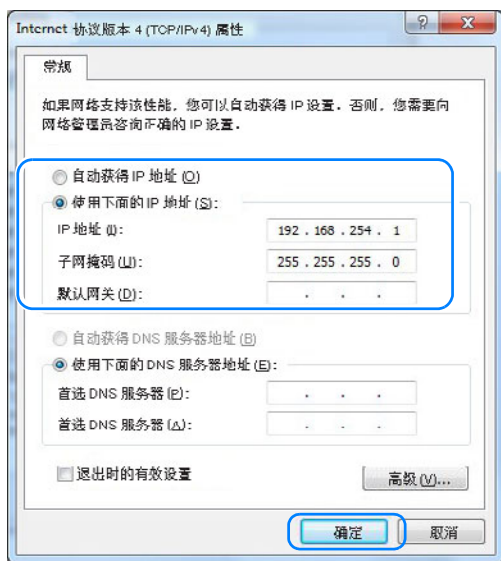 Internet 协议版本 4 (TCP/IPv4) 属性
常规
如果网络支持该性能，您可以自动获得 IP 设置。否则，您需要向
网络管理员咨询正确的 IP 设置。
自动获得 IP 地址 (O)
使用下面的 IP 地址 (S):
IP 地址 (I): 192 . 168 . 254 . 1
子网掩码 (U): 255 . 255 . 255 . 0
默认网关 (D): . . .
自动获得 DNS 服务器地址 (B)
使用下面的 DNS 服务器地址 (E):
首选 DNS 服务器 (P): . . .
首选 DNS 服务器 (A): . . .
退出时的有效设置
高级 (V)...
确定
取消